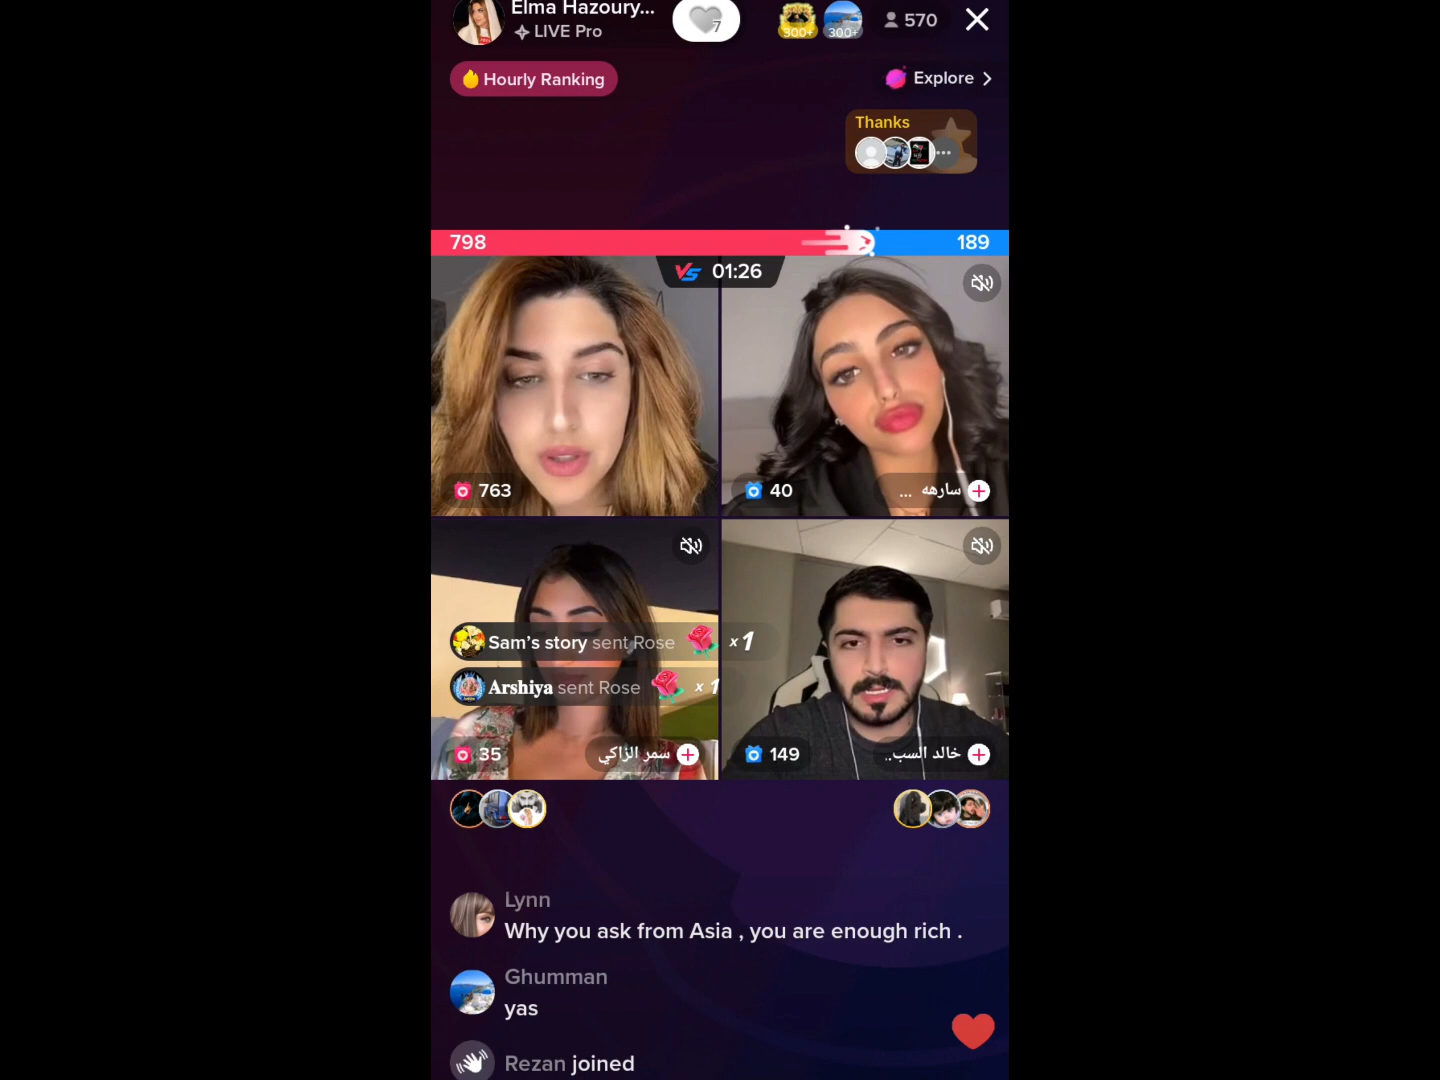 Elma Hazoury...
LIVE Pro
7
300+
300+
570
Hourly Ranking
Explore
Thanks
798
189
VS 01:26
763
40
سارهه ...
Sam's story sent Rose x1
Arshiya sent Rose x1
35
سمر الزاكي
149
خالد السب..
Lynn
Why you ask from Asia , you are enough rich .
Ghumman
yas
Rezan joined